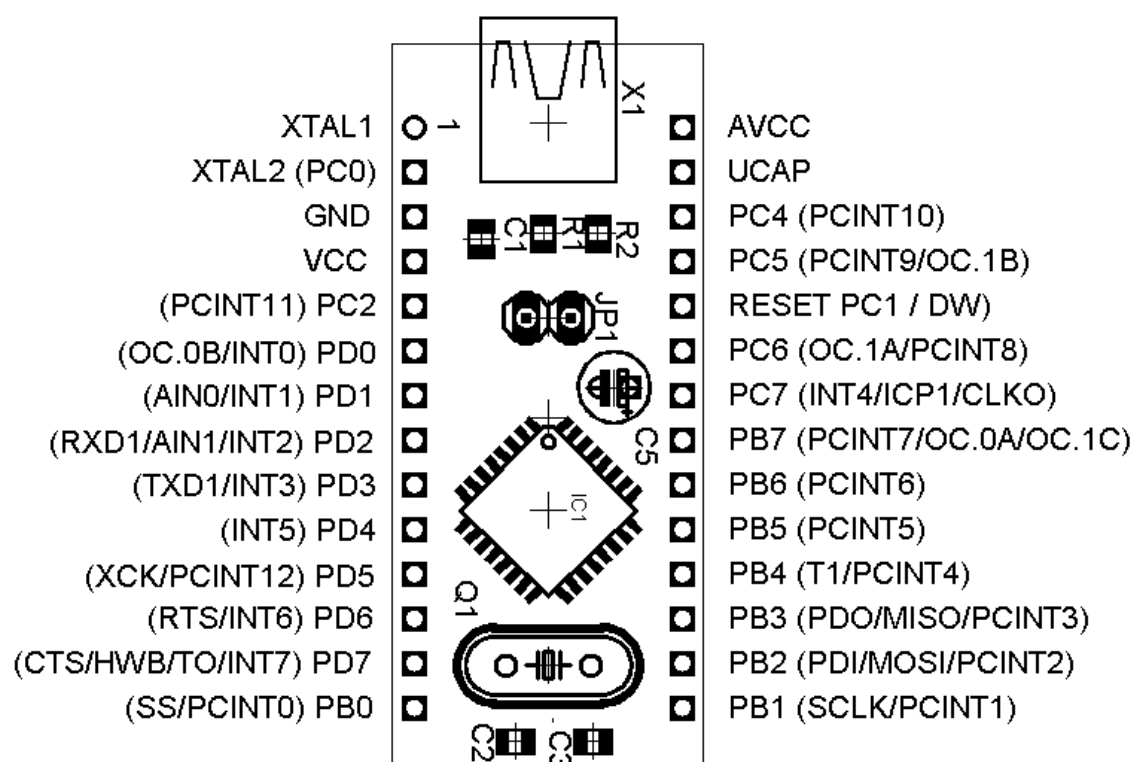 X1
XTAL1 1 AVCC
XTAL2 (PC0) UCAP
GND PC4 (PCINT10)
C1 R1 R2
VCC PC5 (PCINT9/OC.1B)
(PCINT11) PC2 RESET PC1 / DW)
JP1
(OC.0B/INT0) PD0 PC6 (OC.1A/PCINT8)
(AIN0/INT1) PD1 PC7 (INT4/ICP1/CLKO)
(RXD1/AIN1/INT2) PD2 PB7 (PCINT7/OC.0A/OC.1C)
C5
(TXD1/INT3) PD3 PB6 (PCINT6)
IC1
(INT5) PD4 PB5 (PCINT5)
(XCK/PCINT12) PD5 PB4 (T1/PCINT4)
Q1
(RTS/INT6) PD6 PB3 (PDO/MISO/PCINT3)
(CTS/HWB/TO/INT7) PD7 PB2 (PDI/MOSI/PCINT2)
(SS/PCINT0) PB0 PB1 (SCLK/PCINT1)
C2 C3